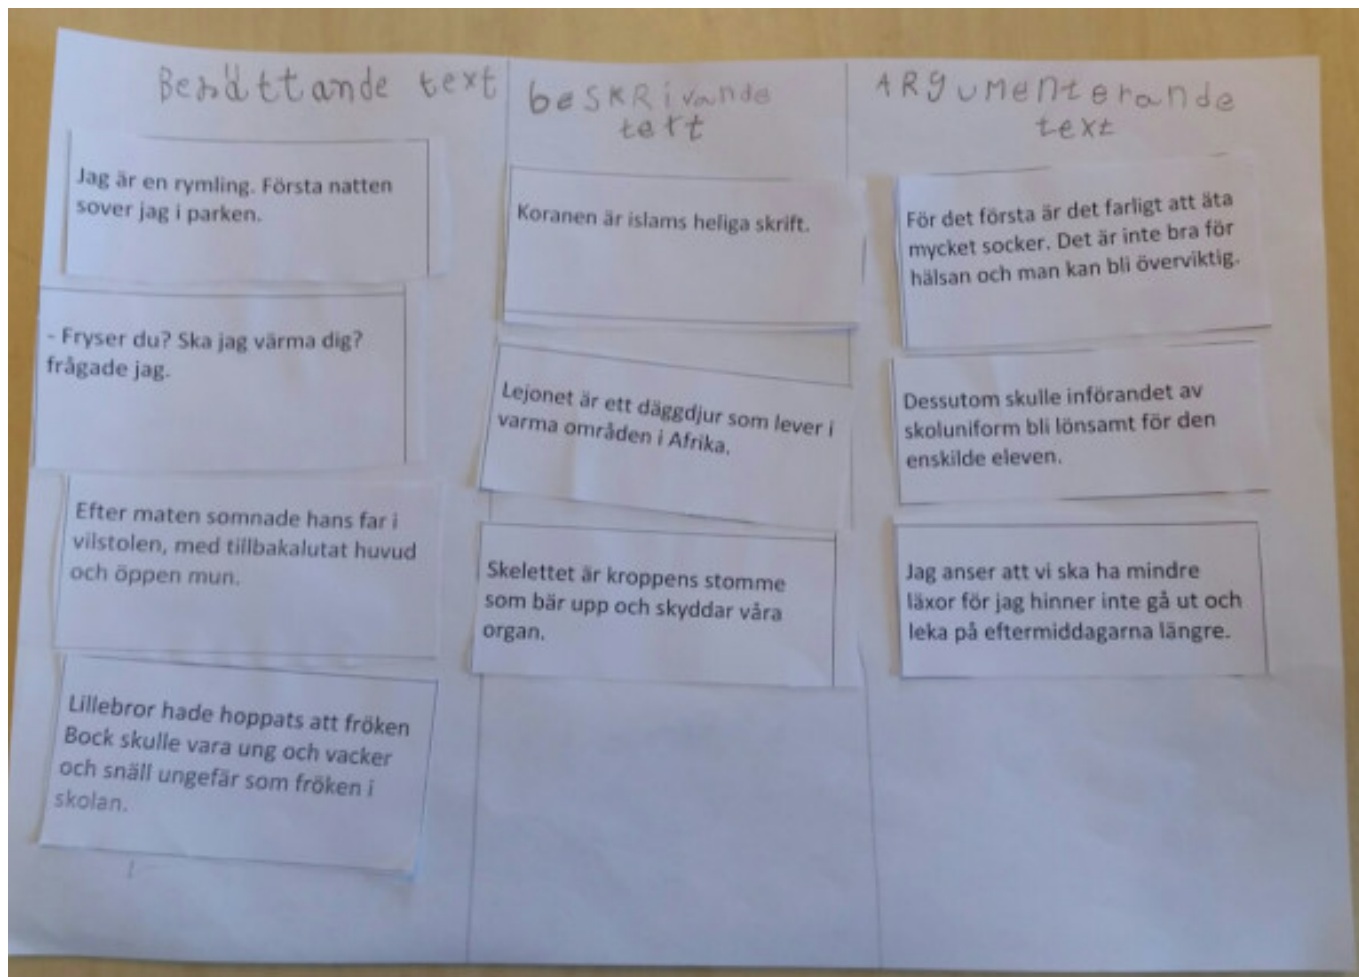 Berättande text
Jag är en rymling. Första natten
sover jag i parken.
- Fryser du? Ska jag värma dig?
frågade jag.
Efter maten somnade hans far i
vilstolen, med tillbakalutat huvud
och öppen mun.
Lillebror hade hoppats att fröken
Bock skulle vara ung och vacker
och snäll ungefär som fröken i
skolan.
beSKRivande
text
Koranen är islams heliga skrift.
Lejonet är ett däggdjur som lever i
varma områden i Afrika.
Skelettet är kroppens stomme
som bär upp och skyddar våra
organ.
ARgumenterande
text
För det första är det farligt att äta
mycket socker. Det är inte bra för
hälsan och man kan bli överviktig.
Dessutom skulle införandet av
skoluniform bli lönsamt för den
enskilde eleven.
Jag anser att vi ska ha mindre
läxor för jag hinner inte gå ut och
leka på eftermiddagarna längre.